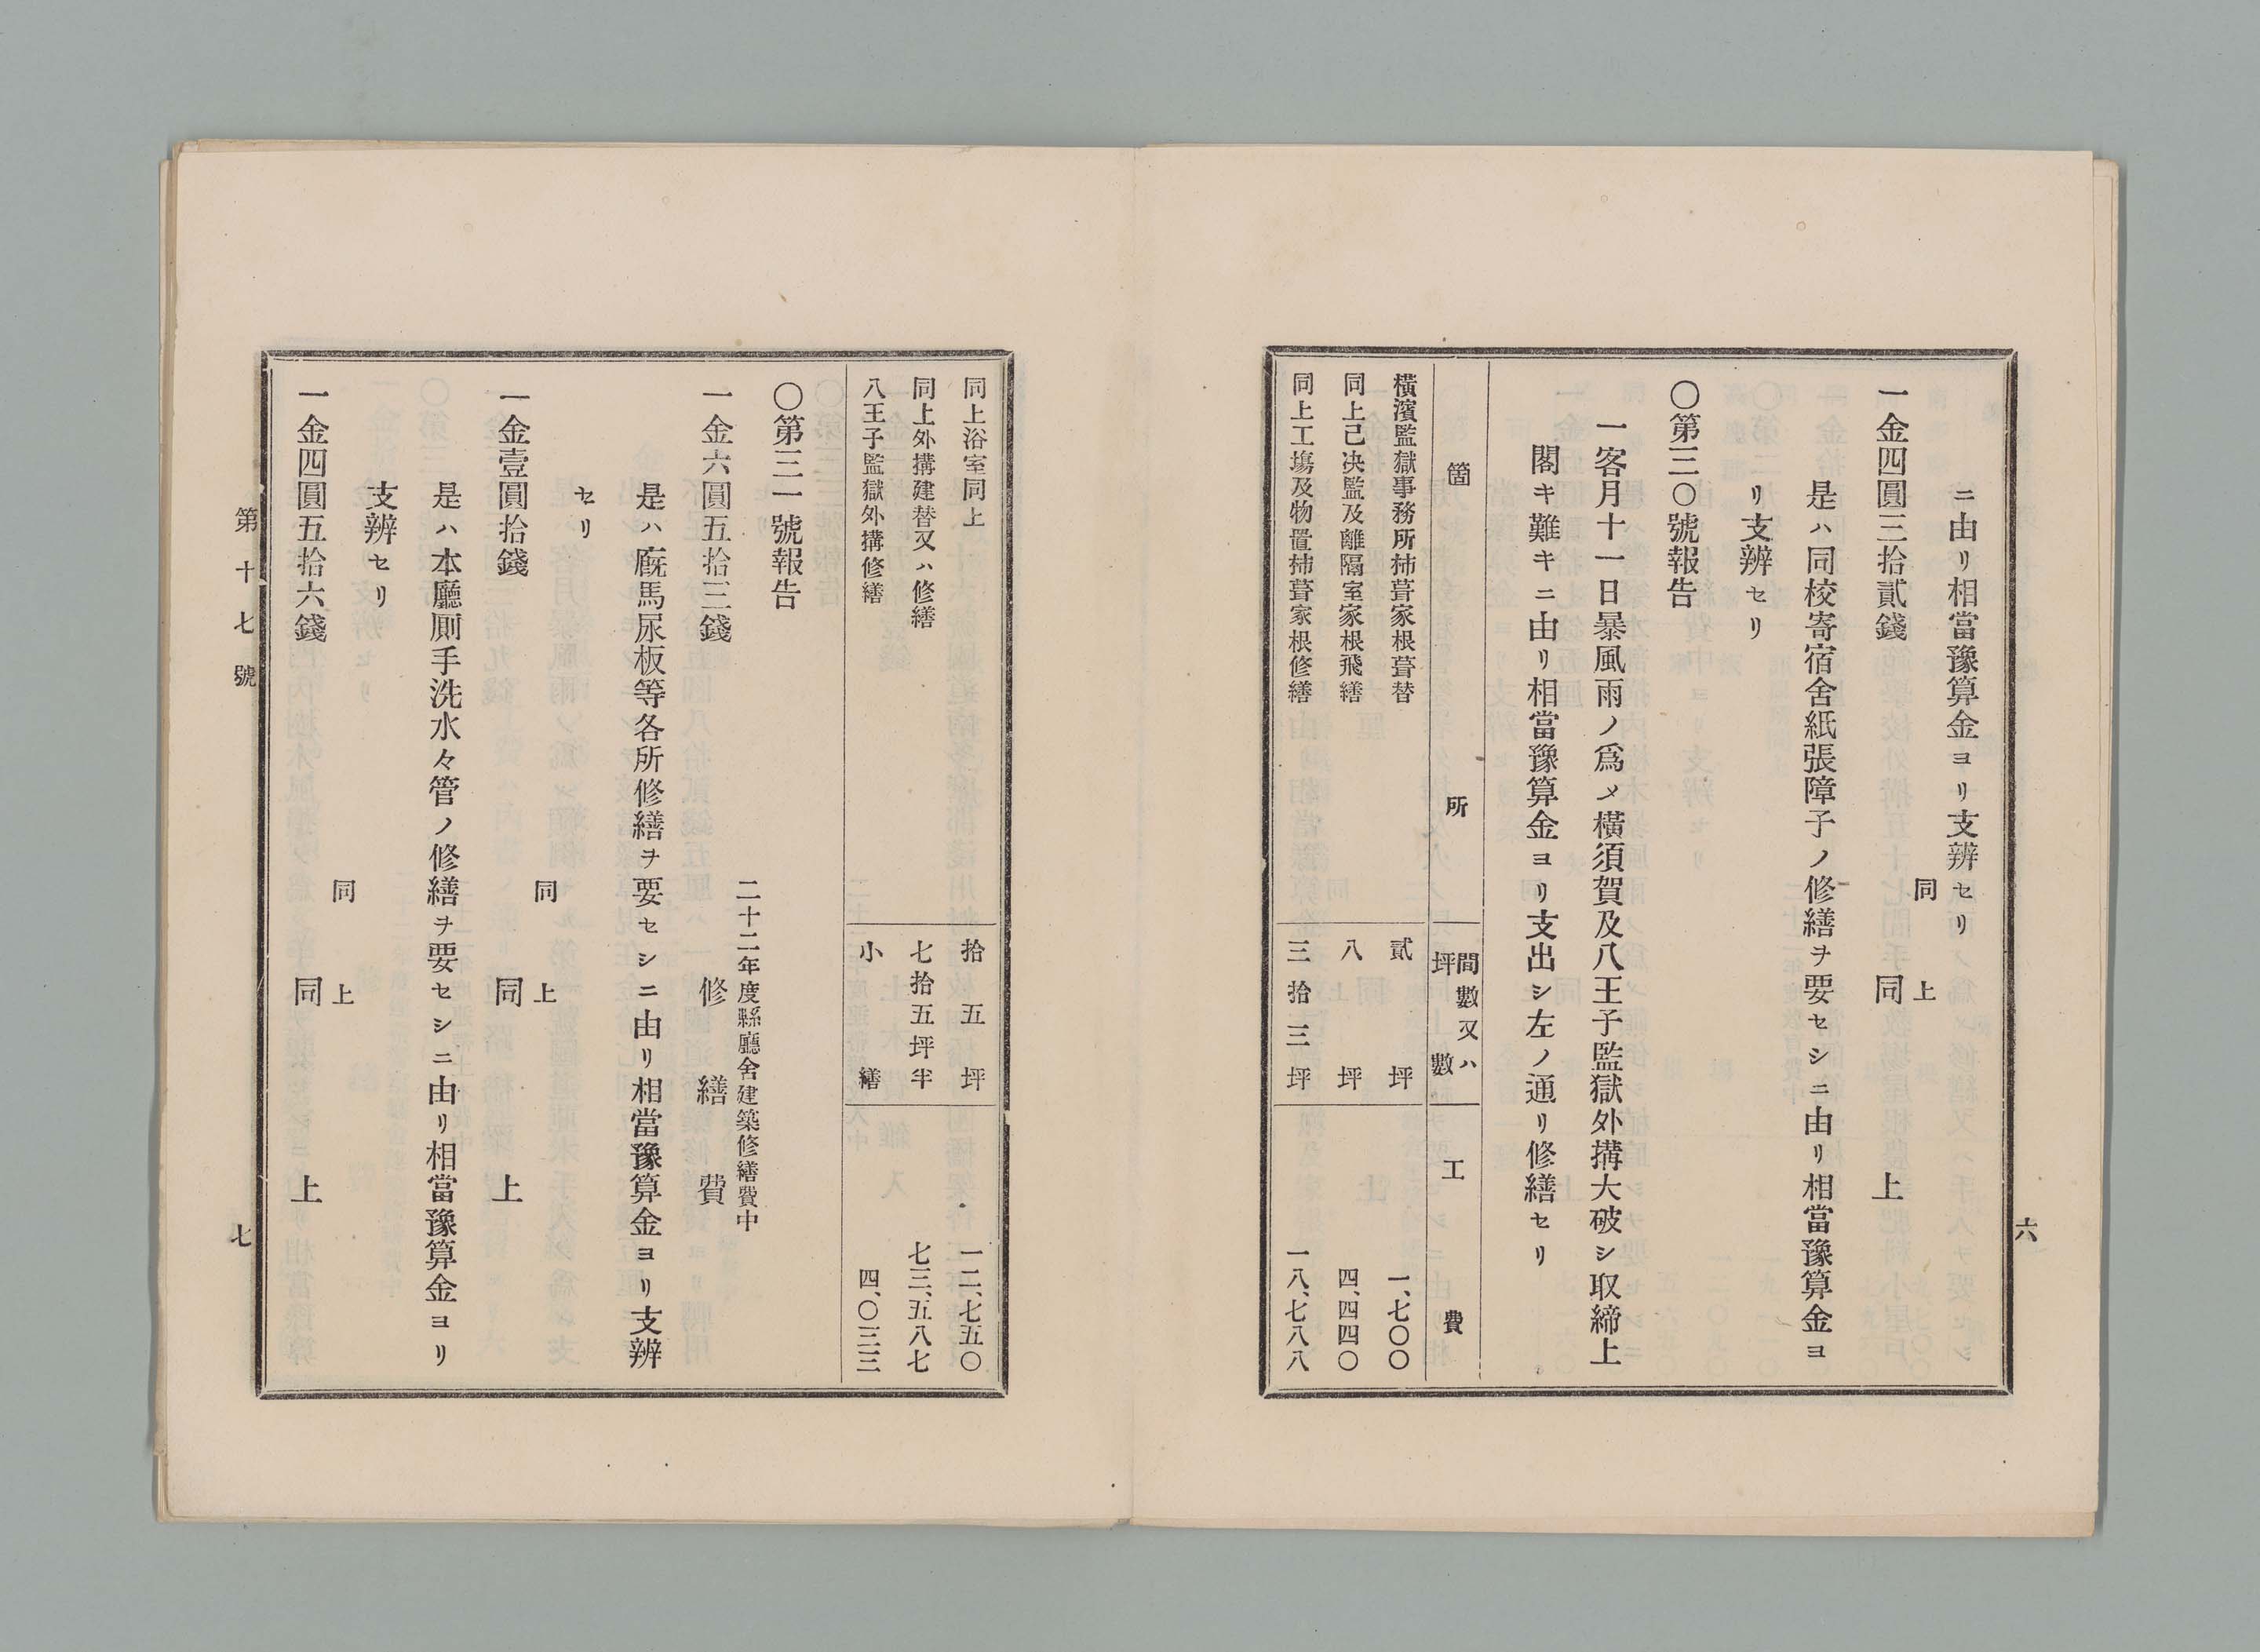 六
ニ由リ相當豫算金ヨリ支辨セリ
同上
一金四圓三拾貳錢　同上
是ハ同校寄宿舍紙張障子ノ修繕ヲ要セシニ由リ相當豫算金ヨ
リ支辨セリ
〇第三〇號報告
一客月十一日暴風雨ノ爲メ橫須賀及八王子監獄外搆大破シ取締上
閣キ難キニ由リ相當豫算金ヨリ支出シ左ノ通リ修繕セリ
箇所　間數又ハ坪數　工費
橫濱監獄事務所柿葺家根葺替　貳坪　一、七〇〇
同上已决監及離隔室家根飛繕　八坪　四、四四〇
同上工塲及物置柿葺家根修繕　三拾三坪　一八、七八八
同上浴室同上　拾五坪　一二、七五〇
同上外搆建替又ハ修繕　七拾五坪半　七三、五八七
八王子監獄外搆修繕　小繕　四、〇三三
〇第三一號報告
二十二年度縣廳舍建築修繕費中
一金六圓五拾三錢　修繕費
是ハ廐馬尿板等各所修繕ヲ要セシニ由リ相當豫算金ヨリ支辨
セリ
同上
一金壹圓拾錢　同上
是ハ本廳厠手洗水々管ノ修繕ヲ要セシニ由リ相當豫算金ヨリ
支辨セリ
同上
一金四圓五拾六錢　同上
第十七號　七